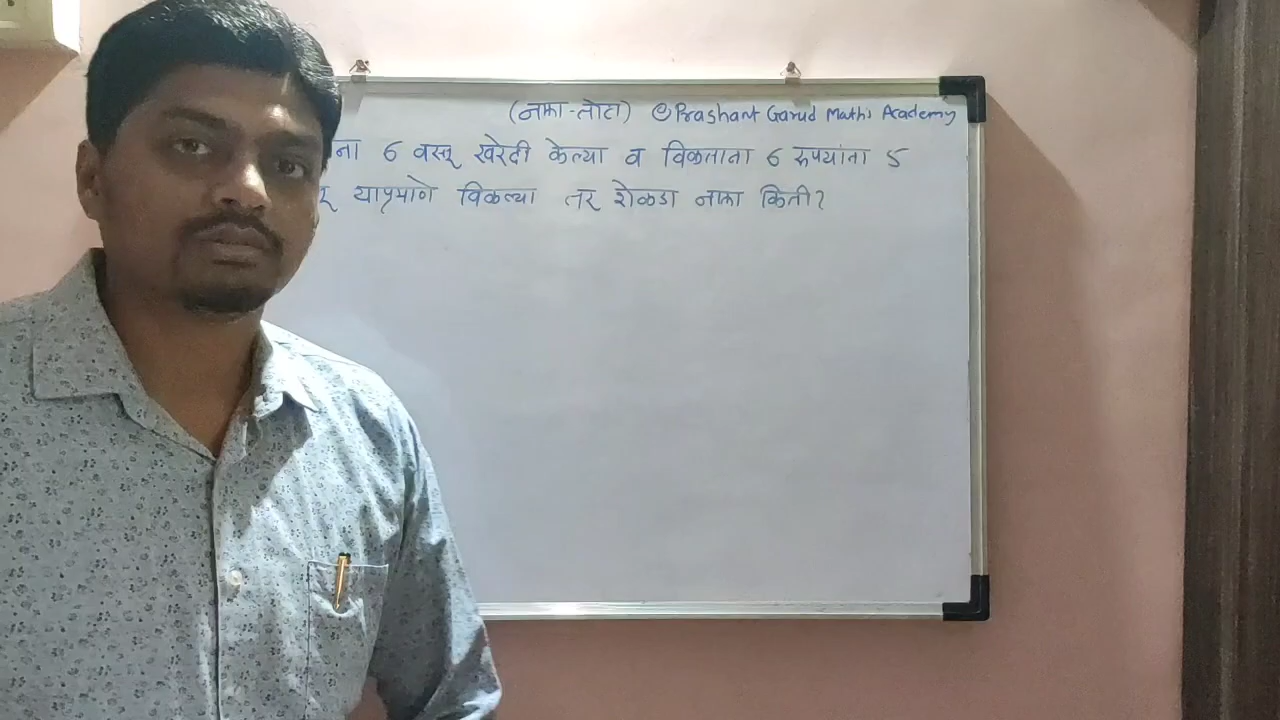 (नफा-तोटा) @Prashant Garud Maths Academy
ना 6 वस्तू खरेदी केल्या व विकताना 6 रुपयांना 5
याप्रमाणे विकल्या तर शेकडा नफा किती?